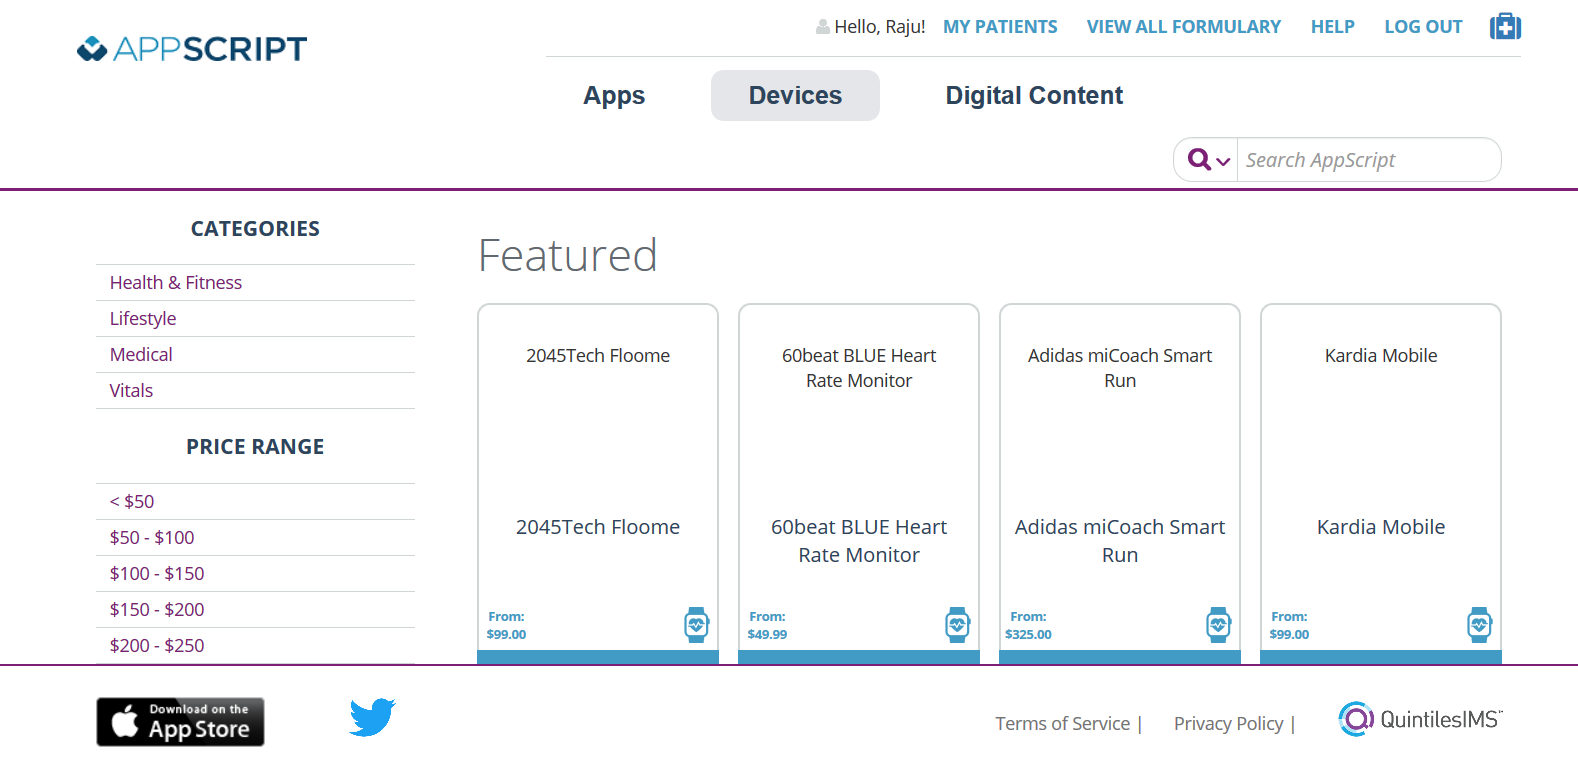 Hello, Raju! MY PATIENTS VIEW ALL FORMULARY HELP LOG OUT
APPSCRIPT
Apps Devices Digital Content
Search AppScript
CATEGORIES
Health & Fitness
Lifestyle
Medical
Vitals
PRICE RANGE
< $50
$50 - $100
$100 - $150
$150 - $200
$200 - $250
Featured
2045Tech Floome
2045Tech Floome
From:
$99.00
60beat BLUE Heart
Rate Monitor
60beat BLUE Heart
Rate Monitor
From:
$49.99
Adidas miCoach Smart
Run
Adidas miCoach Smart
Run
From:
$325.00
Kardia Mobile
Kardia Mobile
From:
$99.00
Download on the
App Store
Terms of Service |
Privacy Policy |
QuintilesIMS™